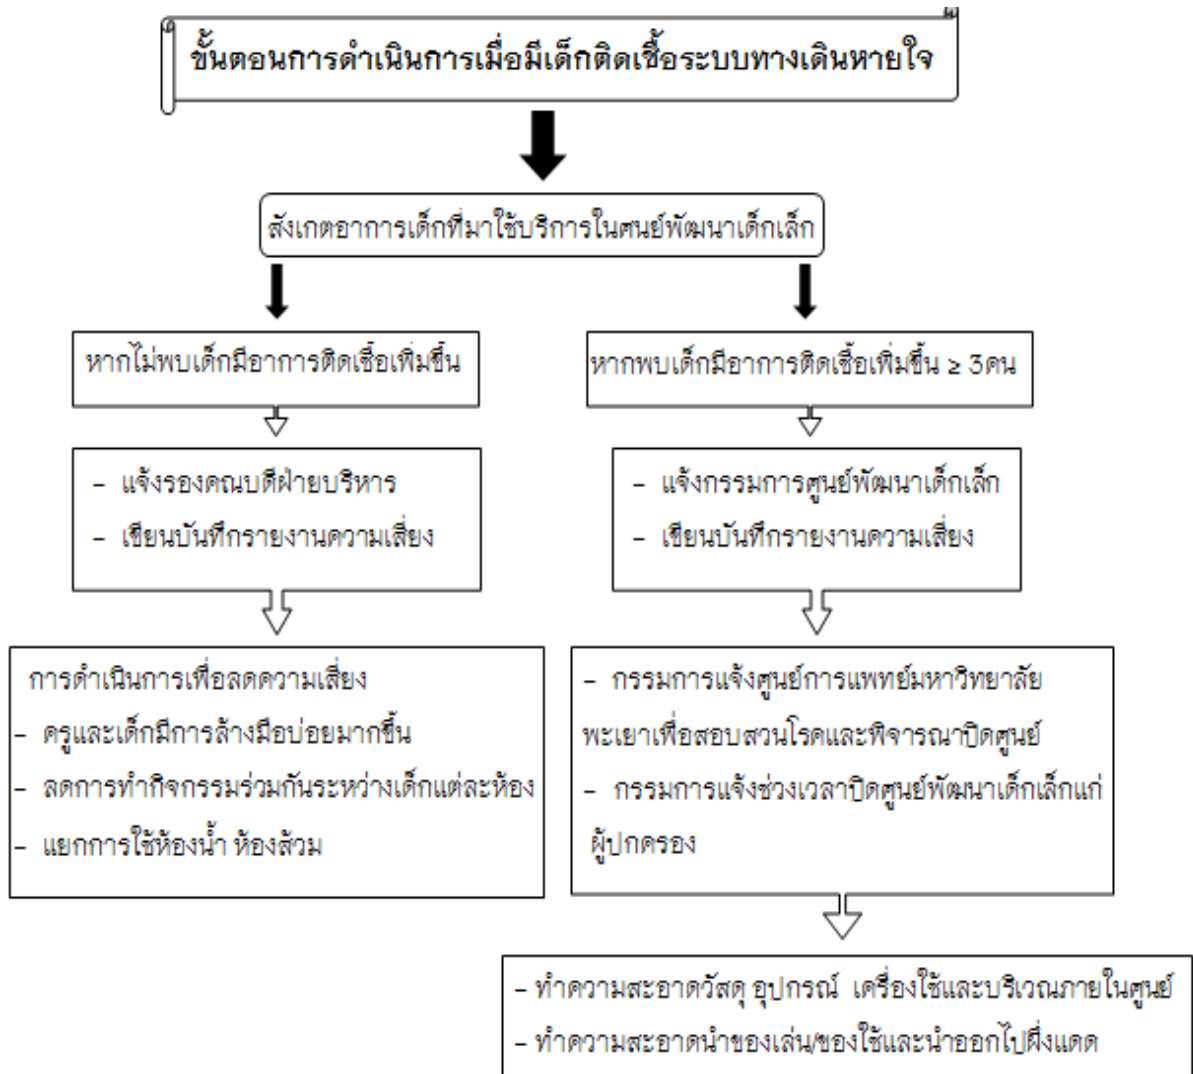 ขั้นตอนการดำเนินการเมื่อมีเด็กติดเชื้อระบบทางเดินหายใจ
สังเกตอาการเด็กที่มาใช้บริการในศนย์พัฒนาเด็กเล็ก
หากไม่พบเด็กมีอาการติดเชื้อเพิ่มขึ้น
- แจ้งรองคณบดีฝ่ายบริหาร
- เขียนบันทึกรายงานความเสี่ยง
การดำเนินการเพื่อลดความเสี่ยง
- ครูและเด็กมีการล้างมือบ่อยมากขึ้น
- ลดการทำกิจกรรมร่วมกันระหว่างเด็กแต่ละห้อง
- แยกการใช้ห้องน้ำ ห้องส้วม
หากพบเด็กมีอาการติดเชื้อเพิ่มขึ้น ≥ 3คน
- แจ้งกรรมการศูนย์พัฒนาเด็กเล็ก
- เขียนบันทึกรายงานความเสี่ยง
- กรรมการแจ้งศูนย์การแพทย์มหาวิทยาลัย
พะเยาเพื่อสอบสวนโรคและพิจารณาปิดศูนย์
- กรรมการแจ้งช่วงเวลาปิดศูนย์พัฒนาเด็กเล็กแก่
ผู้ปกครอง
- ทำความสะอาดวัสดุ อุปกรณ์ เครื่องใช้และบริเวณภายในศูนย์
- ทำความสะอาดนำของเล่น/ของใช้และนำออกไปผึ่งแดด